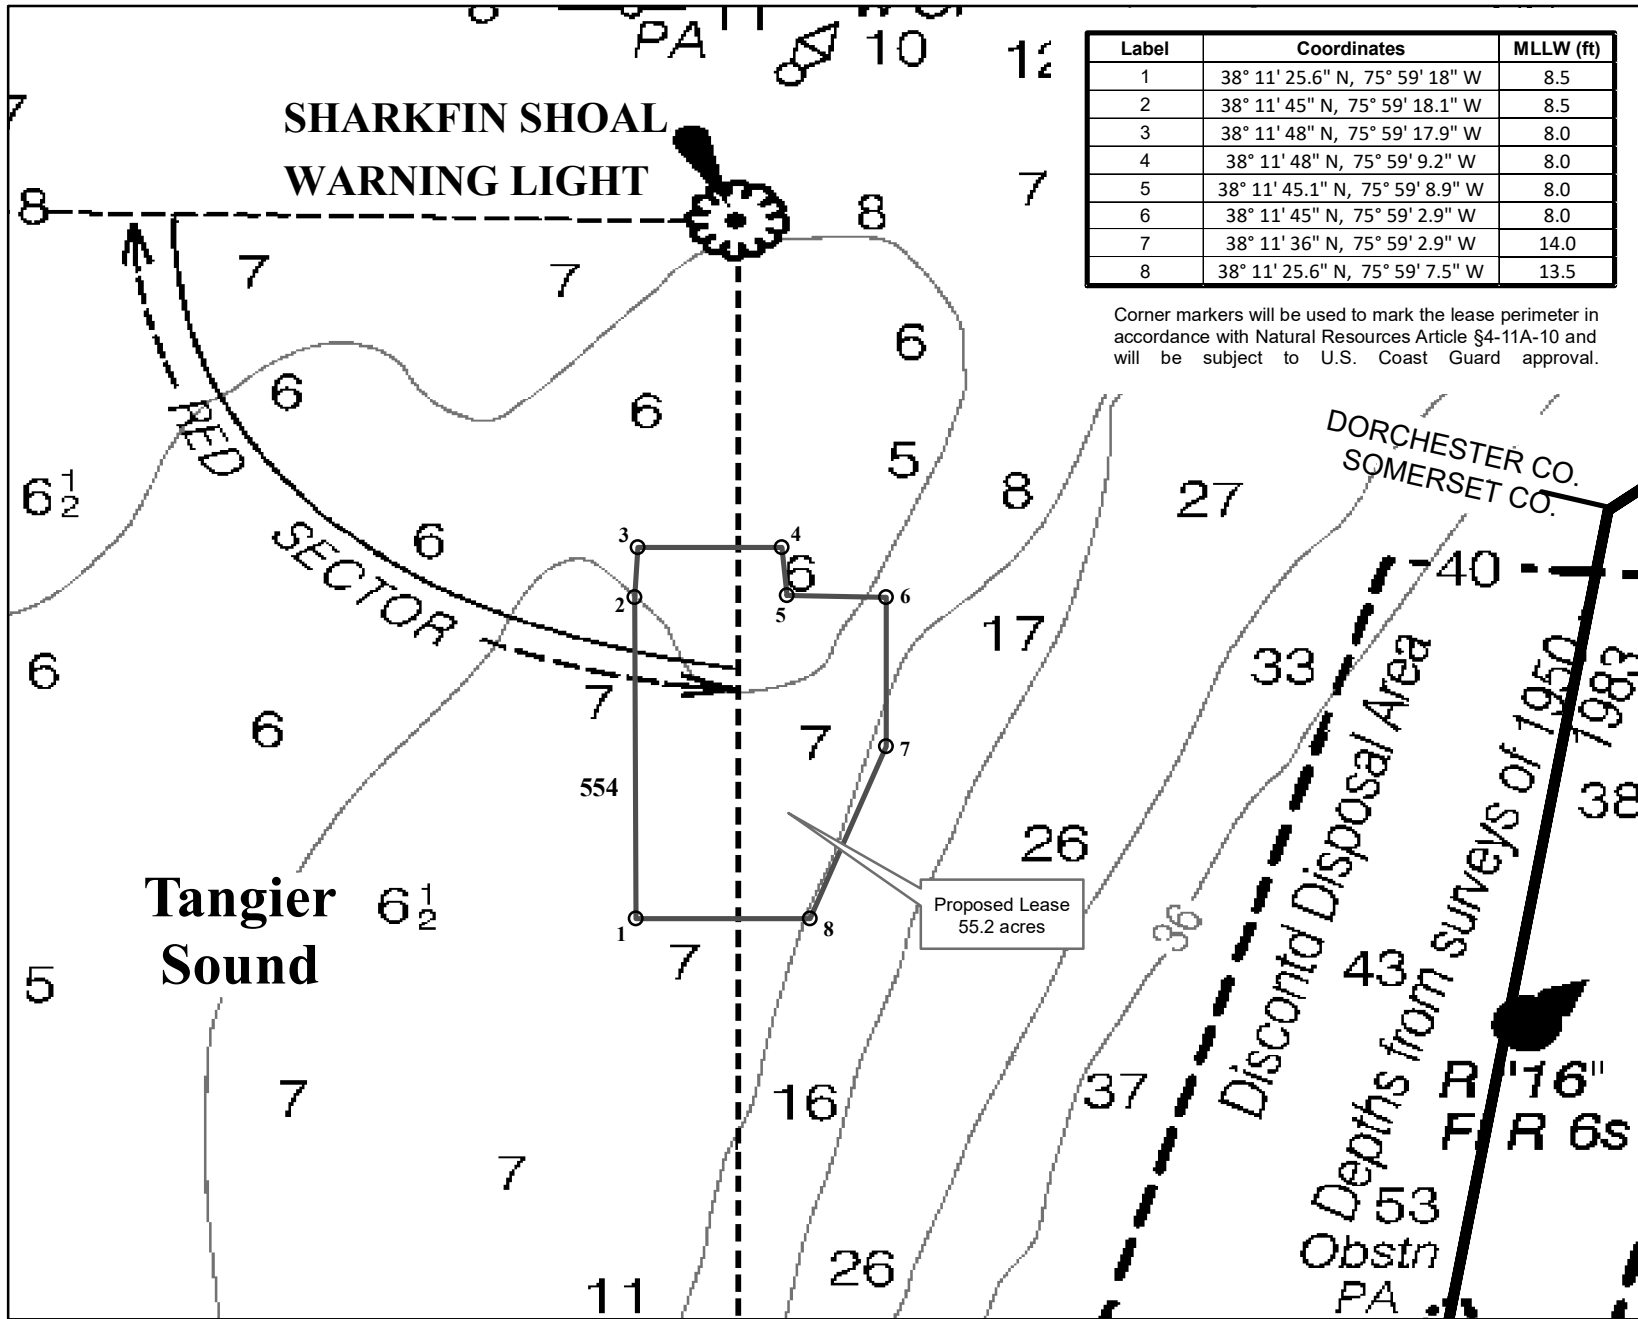 PA
10
7
SHARKFIN SHOAL
WARNING LIGHT
8
8
7
7
7
Label Coordinates MLLW (ft)
1 38° 11' 25.6" N, 75° 59' 18" W 8.5
2 38° 11' 45" N, 75° 59' 18.1" W 8.5
3 38° 11' 48" N, 75° 59' 17.9" W 8.0
4 38° 11' 48" N, 75° 59' 9.2" W 8.0
5 38° 11' 45.1" N, 75° 59' 8.9" W 8.0
6 38° 11' 45" N, 75° 59' 2.9" W 8.0
7 38° 11' 36" N, 75° 59' 2.9" W 14.0
8 38° 11' 25.6" N, 75° 59' 7.5" W 13.5
Corner markers will be used to mark the lease perimeter in
accordance with Natural Resources Article §4-11A-10 and
will be subject to U.S. Coast Guard approval.
6
6
6
RED
SECTOR
5
8
27
DORCHESTER CO.
SOMERSET CO.
6 1/2
6
3
4
6
2
5
6
40
17
33
6
7
6
7
7
554
38
26
Proposed Lease
55.2 acres
Tangier
Sound
6 1/2
1
8
7
5
36
43
Discontd Disposal Area
Depths from surveys of 1950
1983
R "16"
Fl R 6s
7
16
37
7
53
Obstn
PA
11
26